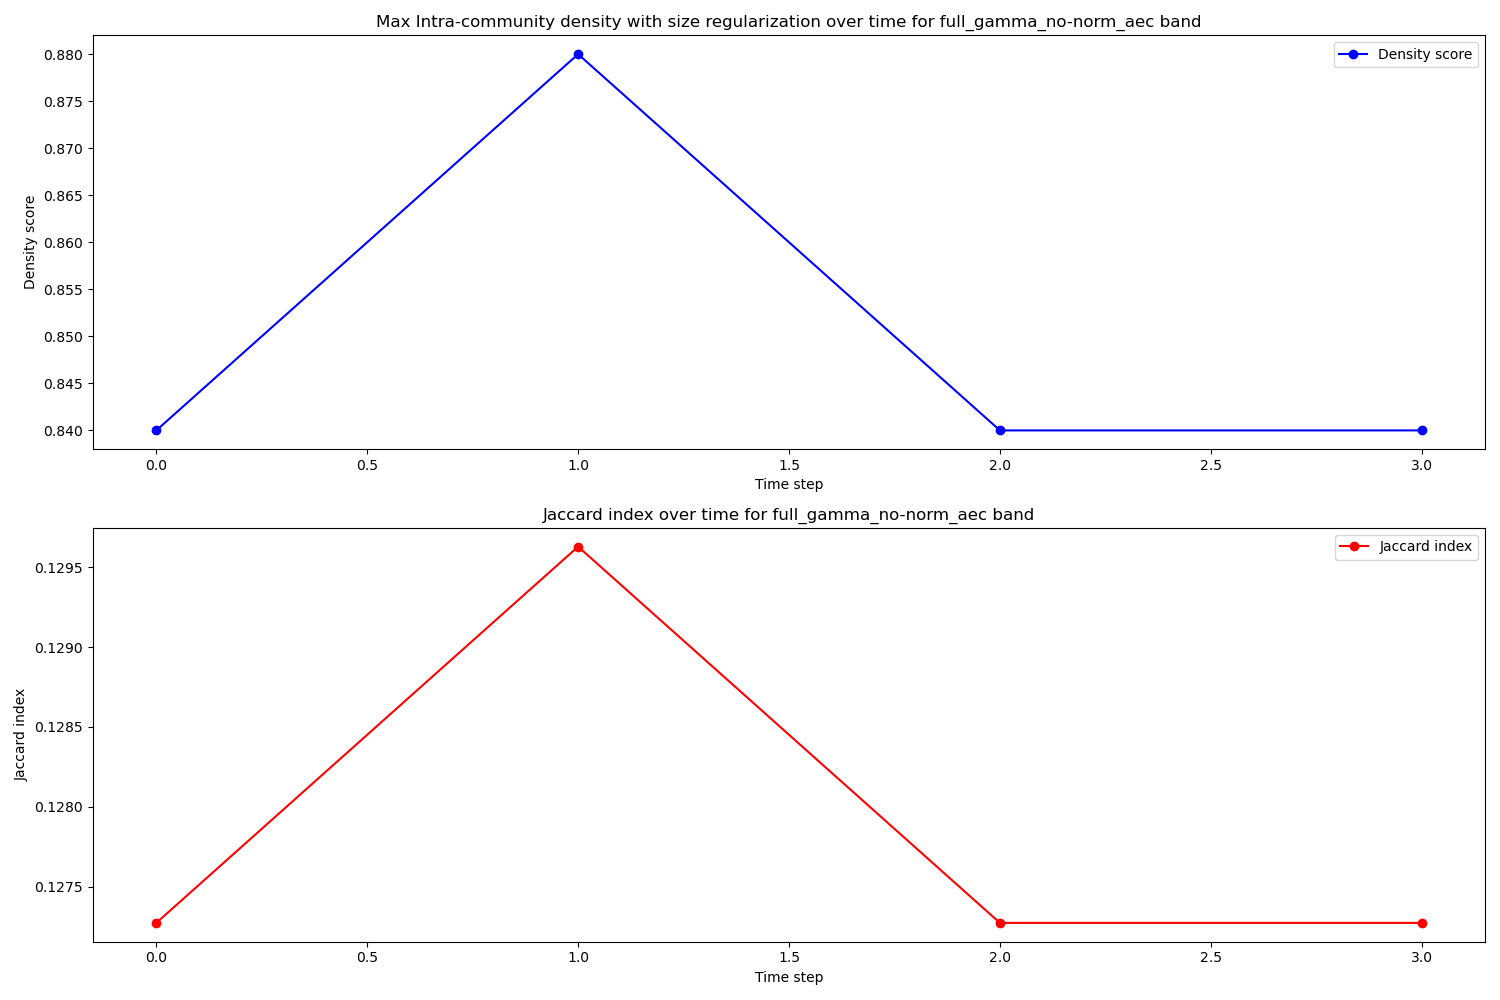 Max Intra-community density with size regularization over time for full_gamma_no-norm_aec band
Density score
0.880
0.875
0.870
0.865
0.860
0.855
0.850
0.845
0.840
Density score
0.0 0.5 1.0 1.5 2.0 2.5 3.0
Time step
Jaccard index over time for full_gamma_no-norm_aec band
Jaccard index
0.1295
0.1290
0.1285
0.1280
0.1275
Jaccard index
0.0 0.5 1.0 1.5 2.0 2.5 3.0
Time step